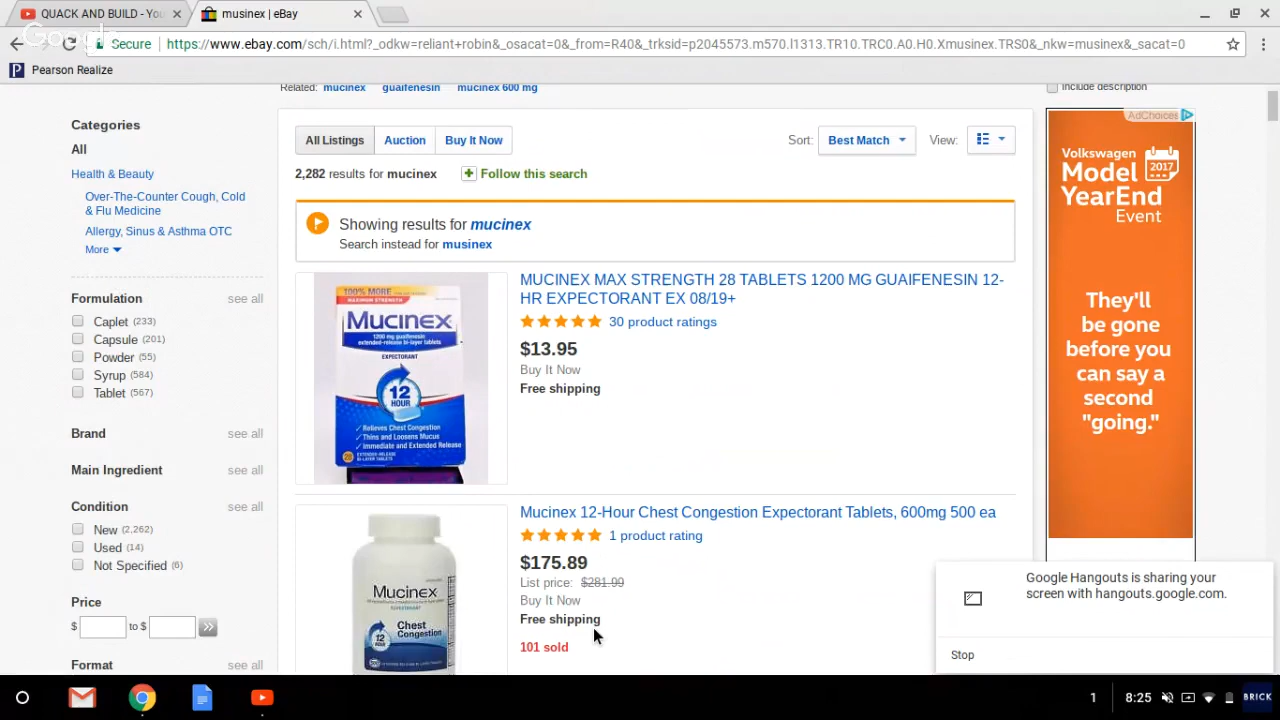 QUACK AND BUILD - You
musinex | eBay
Google
Secure
https://www.ebay.com/sch/i.html?_odkw=reliant+robin&_osacat=0&_from=R40&_trksid=p2045573.m570.l1313.TR10.TRC0.A0.H0.Xmusinex.TRS0&_nkw=musinex&_sacat=0
Pearson Realize
Related: mucinex guaifenesin mucinex 600 mg
Include description
Categories
All
Health & Beauty
Over-The-Counter Cough, Cold
& Flu Medicine
Allergy, Sinus & Asthma OTC
More
Formulation see all
Caplet (233)
Capsule (201)
Powder (55)
Syrup (584)
Tablet (567)
Brand see all
Main Ingredient see all
Condition see all
New (2,262)
Used (14)
Not Specified (6)
Price
$ to $
Format see all
All Listings Auction Buy It Now
Sort: Best Match View:
2,282 results for mucinex Follow this search
Showing results for mucinex
Search instead for musinex
100% MORE
MAXIMUM STRENGTH
Mucinex
1200 mg guaifenesin
extended-release bi-layer tablets
EXPECTORANT
12
HOUR
Relieves Chest Congestion
Thins and Loosens Mucus
Immediate and Extended Release
EXTENDED-RELEASE
BI-LAYER TABLETS
MUCINEX MAX STRENGTH 28 TABLETS 1200 MG GUAIFENESIN 12-
HR EXPECTORANT EX 08/19+
30 product ratings
$13.95
Buy It Now
Free shipping
Mucinex
12
HOUR
Chest
Congestion
Mucinex 12-Hour Chest Congestion Expectorant Tablets, 600mg 500 ea
1 product rating
$175.89
List price: $281.99
Buy It Now
Free shipping
101 sold
AdChoices
Volkswagen
Model
YearEnd
Event
2017
They'll
be gone
before you
can say a
second
"going."
Google Hangouts is sharing your
screen with hangouts.google.com.
Stop
1
8:25
BRICK